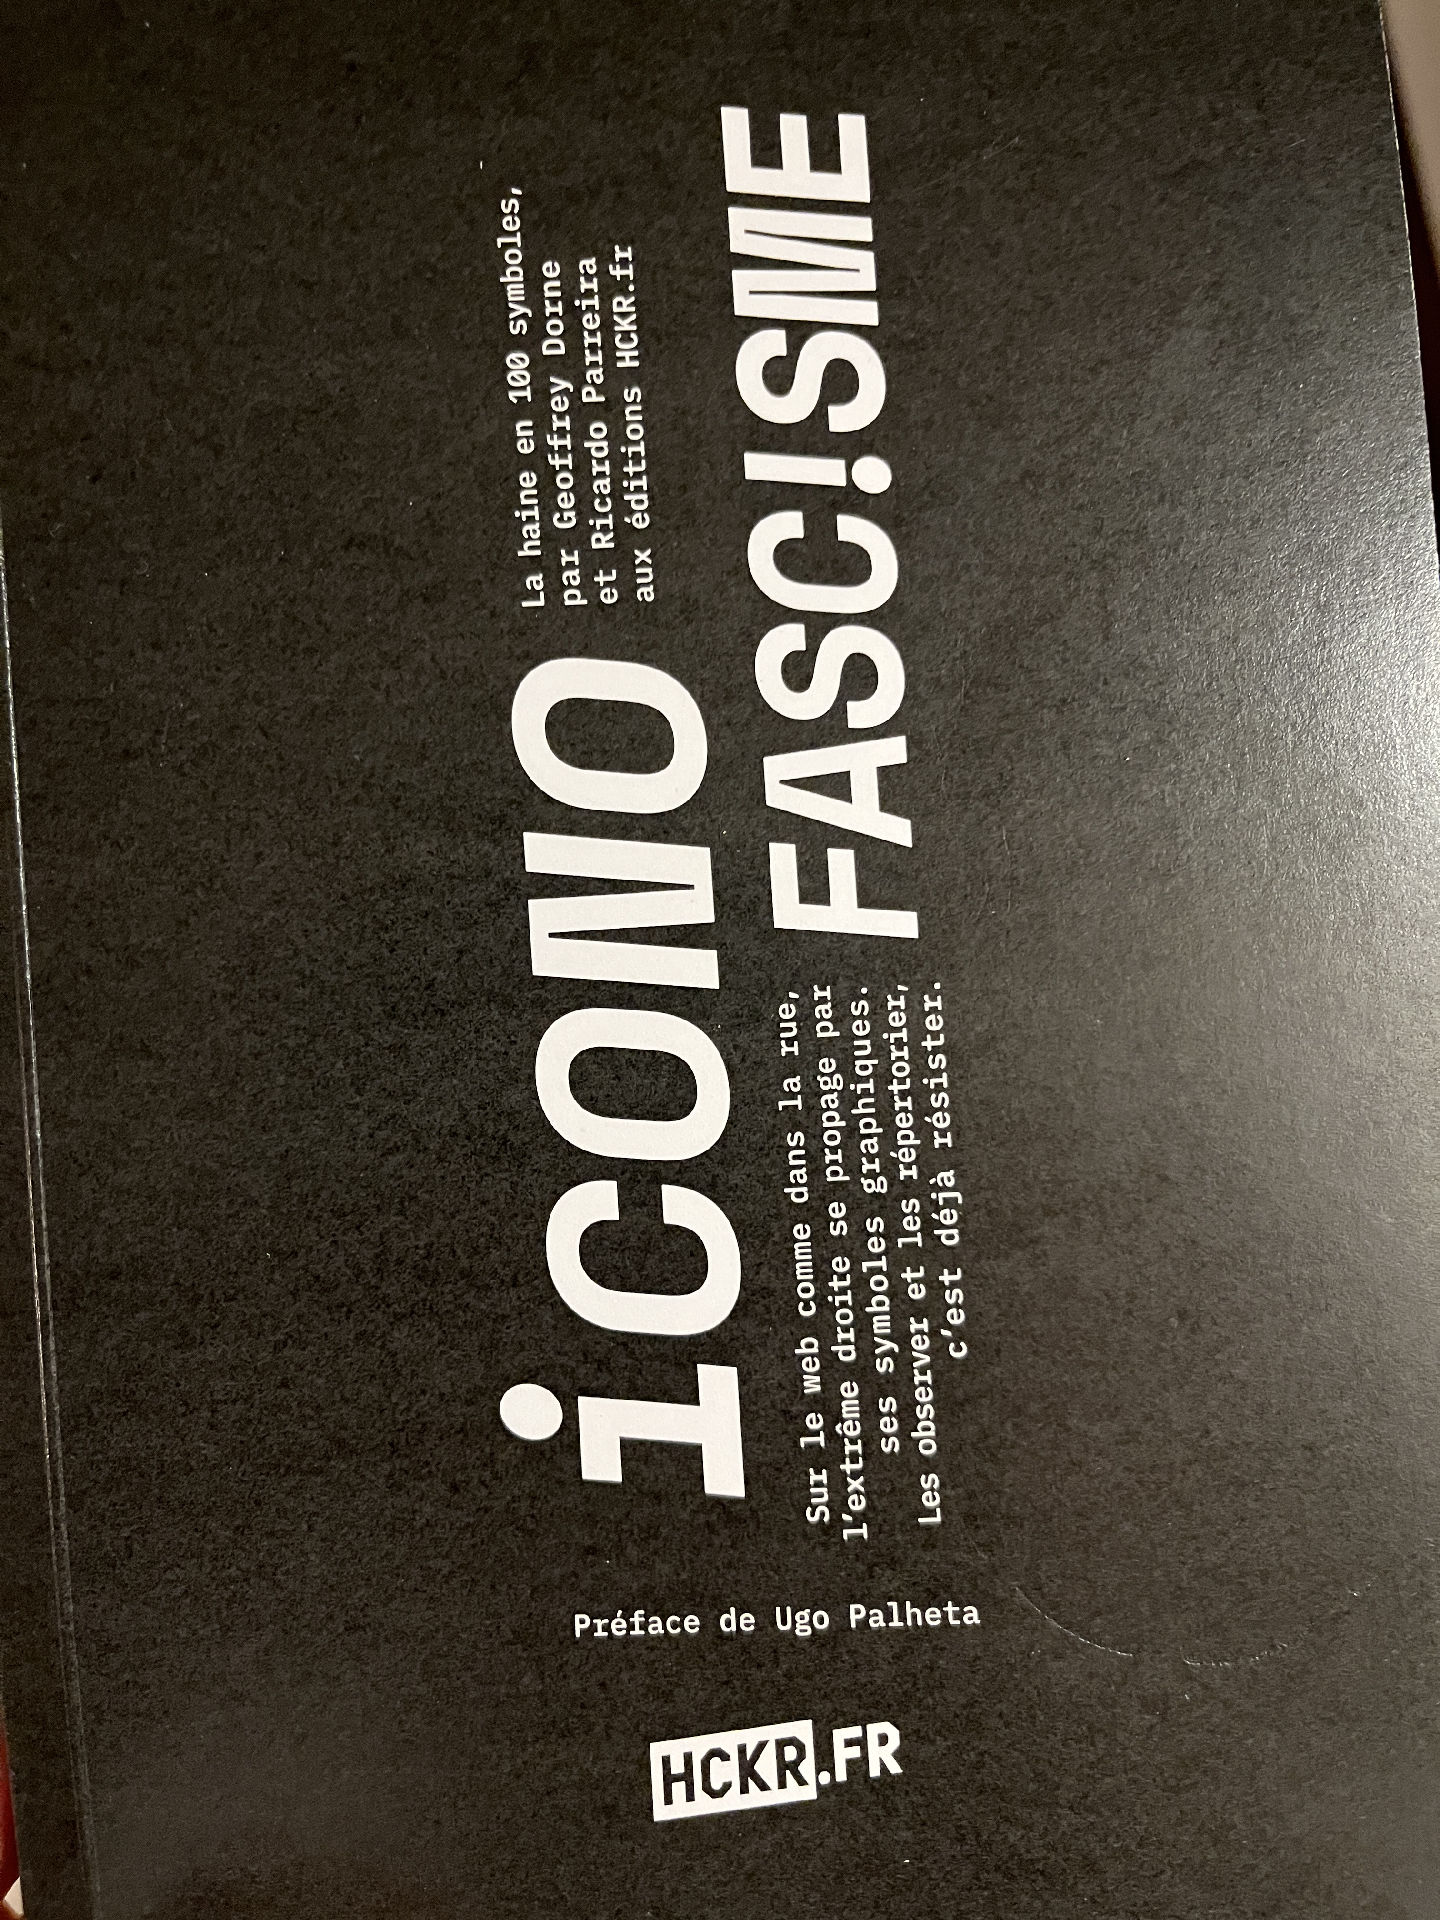 La haine en 100 symboles,
par Geoffrey Dorne
et Ricardo Parreira
aux éditions HCKR.fr
iCONO
FASC!SME
Sur le web comme dans la rue,
l'extrême droite se propage par
ses symboles graphiques.
Les observer et les répertorier,
c'est déjà résister.
Préface de Ugo Palheta
HCKR.FR